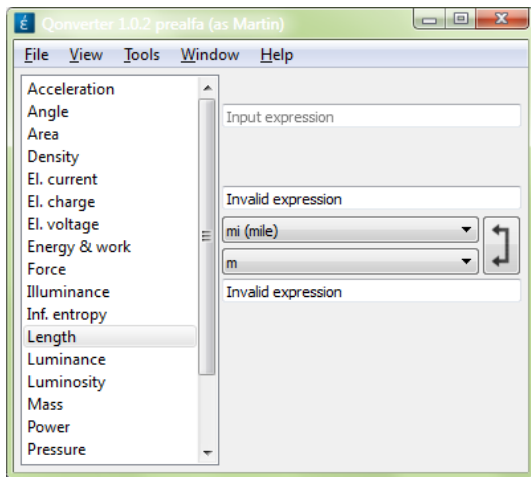 é Qonverter 1.0.2 prealfa (as Martin)
File View Tools Window Help
Acceleration
Angle
Area
Density
El. current
El. charge
El. voltage
Energy & work
Force
Illuminance
Inf. entropy
Length
Luminance
Luminosity
Mass
Power
Pressure
Input expression
Invalid expression
mi (mile)
m
Invalid expression